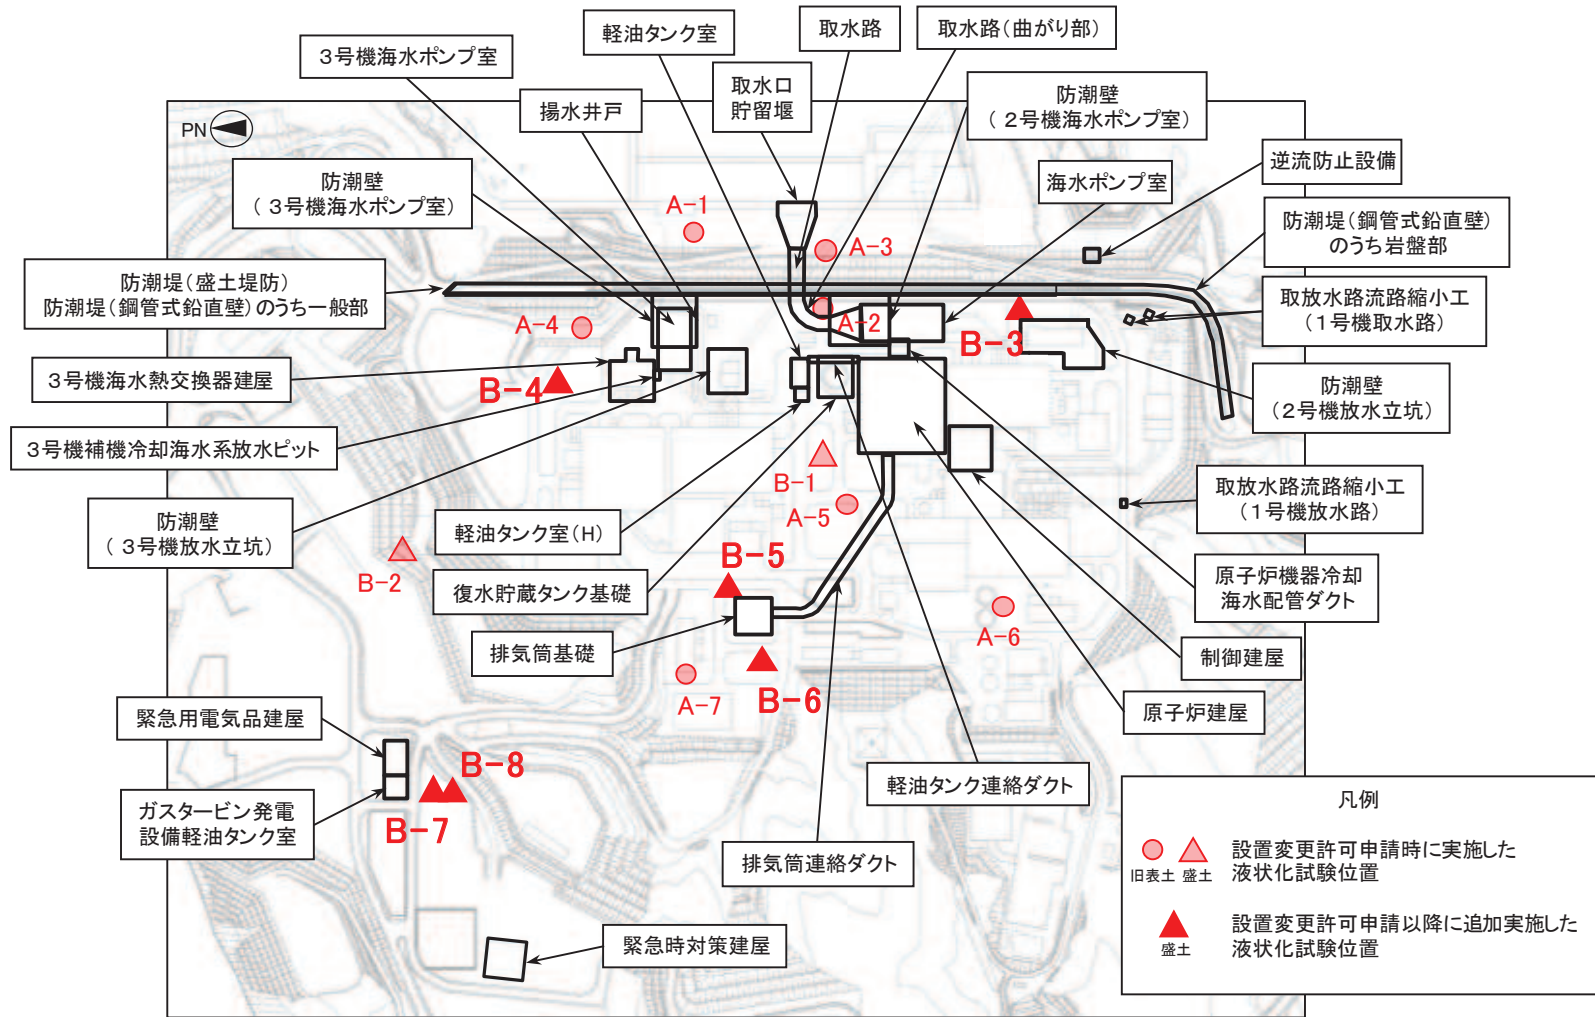 軽油タンク室
取水路
取水路(曲がり部)
3号機海水ポンプ室
取水口
貯留堰
防潮壁
(2号機海水ポンプ室)
揚水井戸
PN
逆流防止設備
防潮壁
(3号機海水ポンプ室)
海水ポンプ室
A-1
A-3
防潮堤(鋼管式鉛直壁)
のうち岩盤部
防潮堤(盛土堤防)
防潮堤(鋼管式鉛直壁)のうち一般部
取放水路流路縮小工
(1号機取水路)
A-4
A-2
B-3
3号機海水熱交換器建屋
B-4
防潮壁
(2号機放水立坑)
3号機補機冷却海水系放水ピット
B-1
取放水路流路縮小工
(1号機放水路)
A-5
防潮壁
(3号機放水立坑)
軽油タンク室(H)
B-5
B-2
復水貯蔵タンク基礎
原子炉機器冷却
海水配管ダクト
A-6
排気筒基礎
制御建屋
A-7
B-6
原子炉建屋
緊急用電気品建屋
B-8
軽油タンク連絡ダクト
ガスタービン発電
設備軽油タンク室
B-7
排気筒連絡ダクト
緊急時対策建屋
凡例
旧表土 盛土
設置変更許可申請時に実施した
液状化試験位置
盛土
設置変更許可申請以降に追加実施した
液状化試験位置